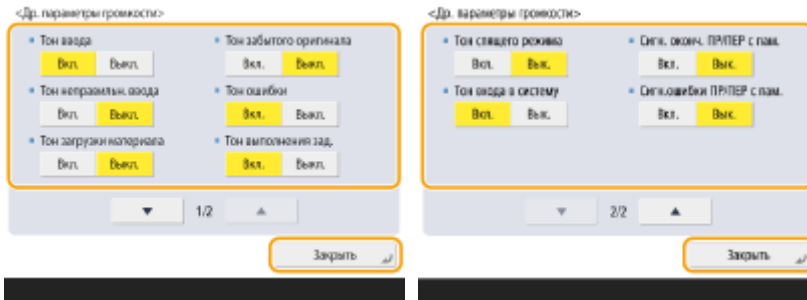 <Др. параметры громкости>
• Тон ввода
Вкл. Выкл.
• Тон забытого оригинала
Вкл. Выкл.
• Тон неправильн. ввода
Вкл. Выкл.
• Тон ошибки
Вкл. Выкл.
• Тон загрузки материала
Вкл. Выкл.
• Тон выполнения зад.
Вкл. Выкл.
▼ 1/2 ▲
Закрыть
<Др. параметры громкости>
• Тон спящего режима
Вкл. Вык.
• Сигн. оконч. ПР/ПЕР с пам.
Вкл. Вык.
• Тон входа в систему
Вкл. Вык.
• Сигн.ошибки ПР/ПЕР с пам.
Вкл. Вык.
▼ 2/2 ▲
Закрыть